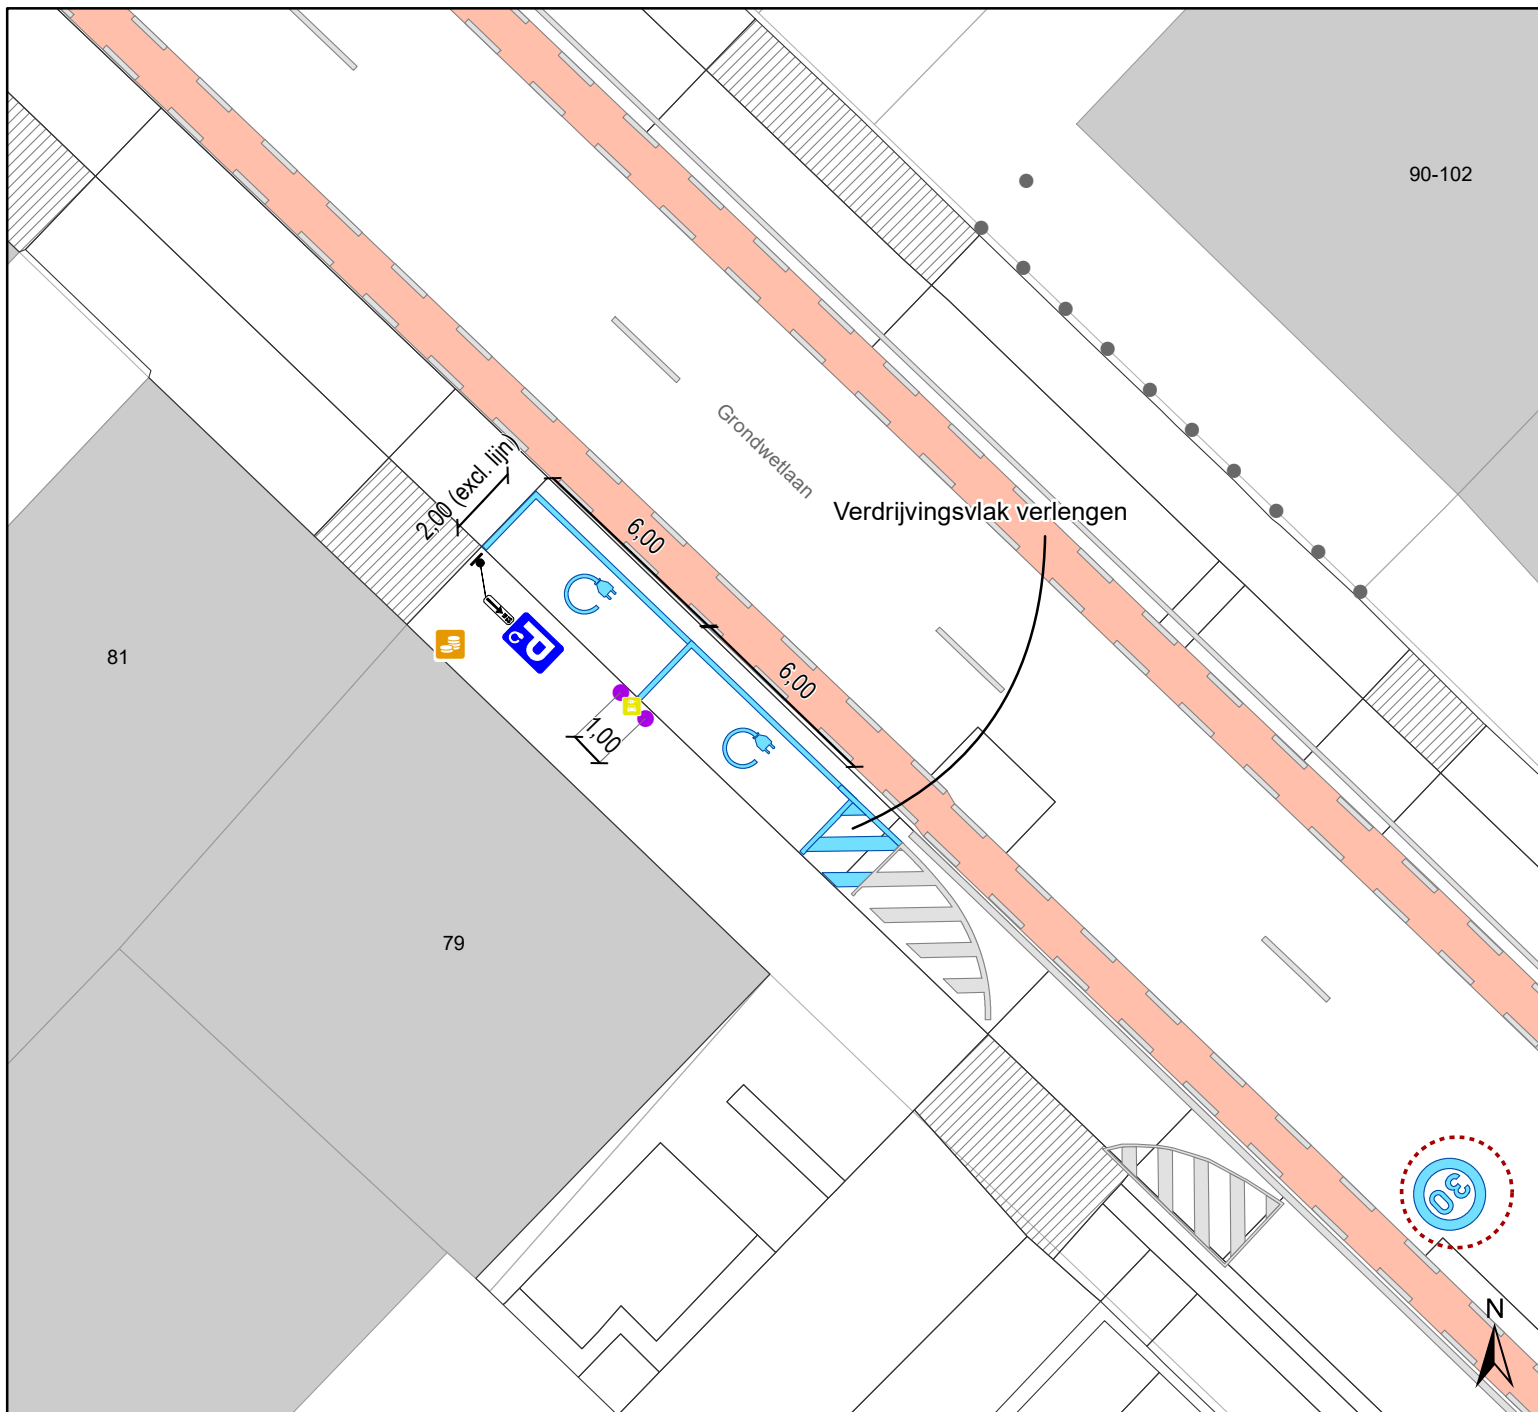 90-102
Grondwetlaan
2,00 (excl. lijn)
Verdrijvingsvlak verlengen
6,00
P
81
6,00
1,00
79
30
N